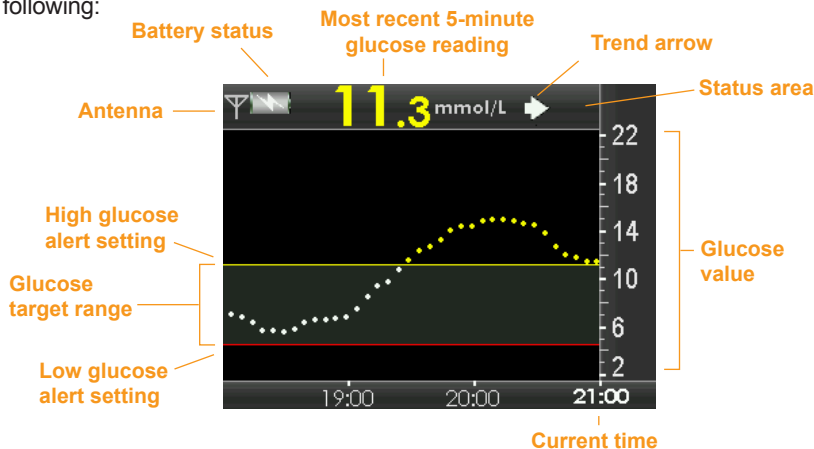 following:
Battery status
Most recent 5-minute
glucose reading
Trend arrow
Status area
Antenna
11.3 mmol/L
22
18
14
10
6
2
High glucose
alert setting
Glucose
target range
Low glucose
alert setting
Glucose
value
19:00 20:00 21:00
Current time